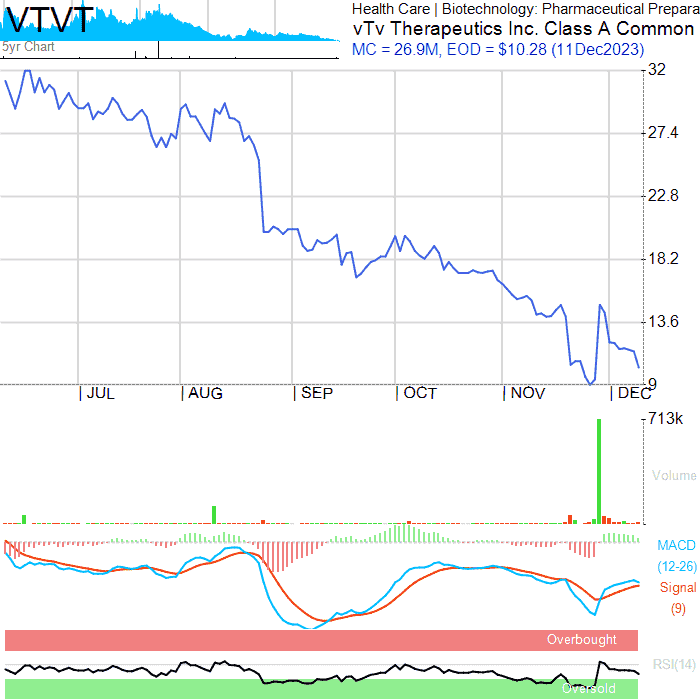 VTVT
5yr Chart
Health Care | Biotechnology: Pharmaceutical Prepara
vTv Therapeutics Inc. Class A Common
MC = 26.9M, EOD = $10.28 (11Dec2023)
32
27.4
22.8
18.2
13.6
9
JUL
AUG
SEP
OCT
NOV
DEC
713k
Volume
MACD
(12-26)
Signal
(9)
Overbought
RSI(14)
Oversold